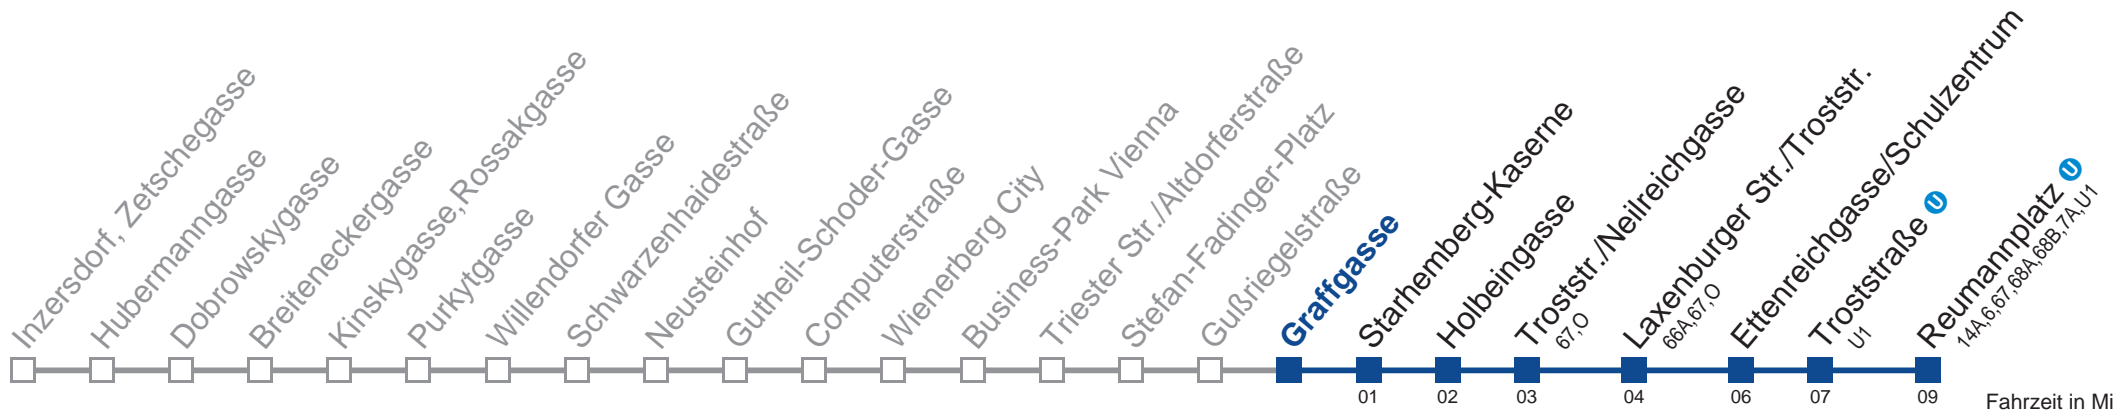 Inzersdorf, Zetschegasse
Hubermanngasse
Dobrowskygasse
Breiteneckergasse
Kinskygasse,Rossakgasse
Purkytgasse
Willendorfer Gasse
Schwarzenhaidestraße
Neusteinhof
Gutheil-Schoder-Gasse
Computerstraße
Wienerberg City
Business-Park Vienna
Triester Str./Altdorferstraße
Stefan-Fadinger-Platz
Gußriegelstraße
Graffgasse
Starhemberg-Kaserne
01
Holbeingasse
02
Troststr./Neilreichgasse
67,O
03
Laxenburger Str./Troststr.
66A,67,O
04
Ettenreichgasse/Schulzentrum
06
Troststraße U
U1
07
Reumannplatz U
14A,6,67,68A,68B,7A,U1
09
Fahrzeit in Mi